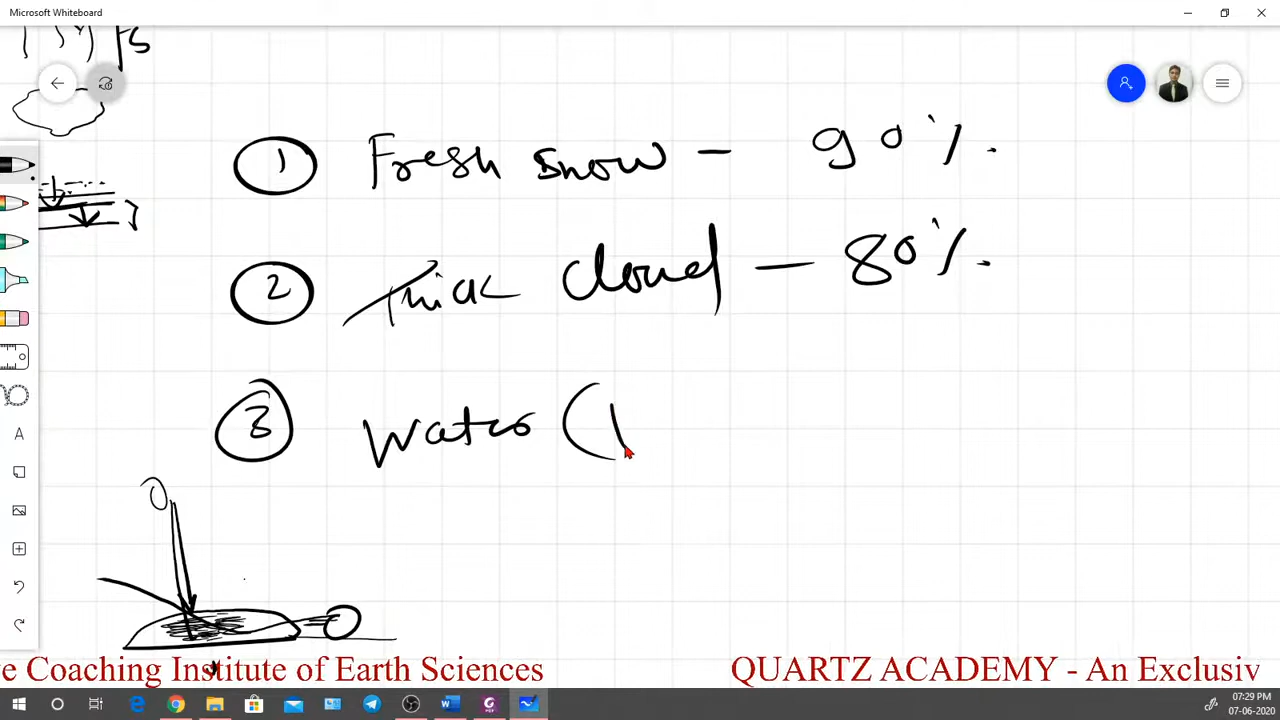 Microsoft Whiteboard
1 Fresh snow - 90%.
2 Thick cloud - 80%.
3 Water (
A
ve Coaching Institute of Earth Sciences QUARTZ ACADEMY - An Exclusiv
07:29 PM
07-06-2020